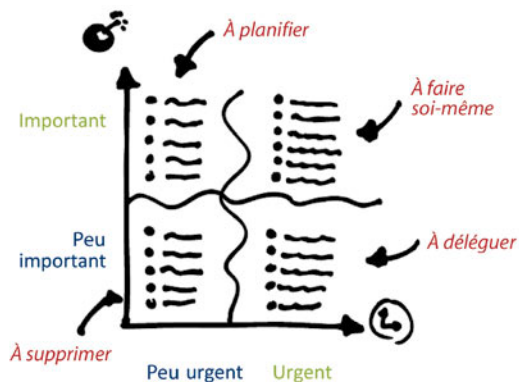 À planifier
À faire
soi-même
Important
Peu
important
À déléguer
À supprimer
Peu urgent
Urgent